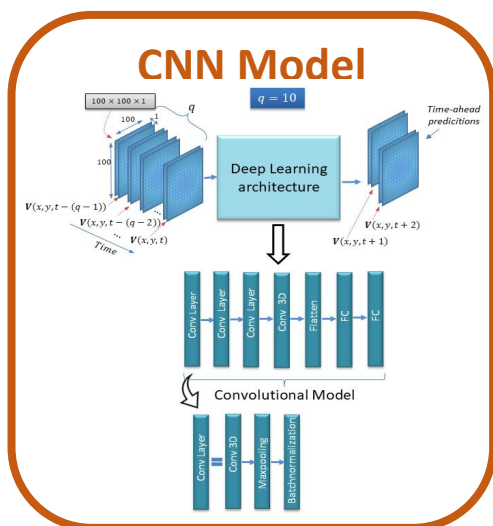 CNN Model
100 × 100 × 1
q
q = 10
Time-ahead
predicitions
100
1
100
Deep Learning
architecture
V(x, y, t − (q − 1))
V(x, y, t − (q − 2))
...
...
V(x, y, t)
Time
V(x, y, t + 2)
V(x, y, t + 1)
Conv Layer
Conv Layer
Conv Layer
Conv 3D
Flatten
FC
FC
Convolutional Model
Conv Layer
Conv 3D
Maxpooling
Batchnormalization